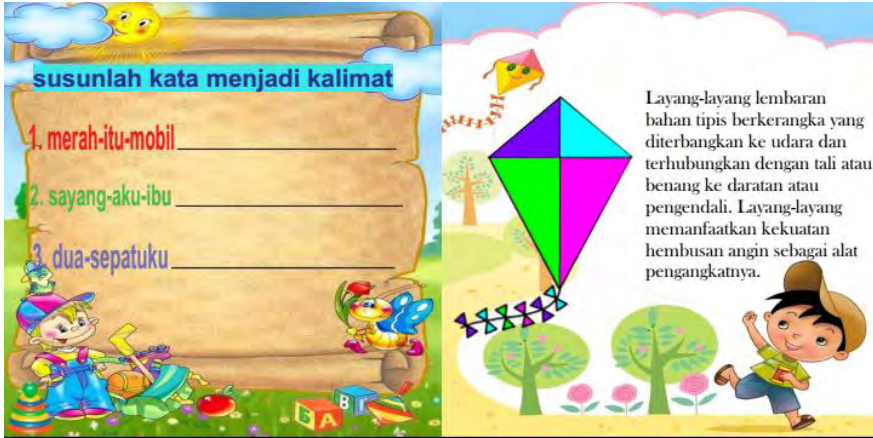 susunlah kata menjadi kalimat
1. merah-itu-mobil
2. sayang-aku-ibu
3. dua-sepatuku
Б А В
Layang-layang lembaran
bahan tipis berkerangka yang
diterbangkan ke udara dan
terhubungkan dengan tali atau
benang ke daratan atau
pengendali. Layang-layang
memanfaatkan kekuatan
hembusan angin sebagai alat
pengangkatnya.